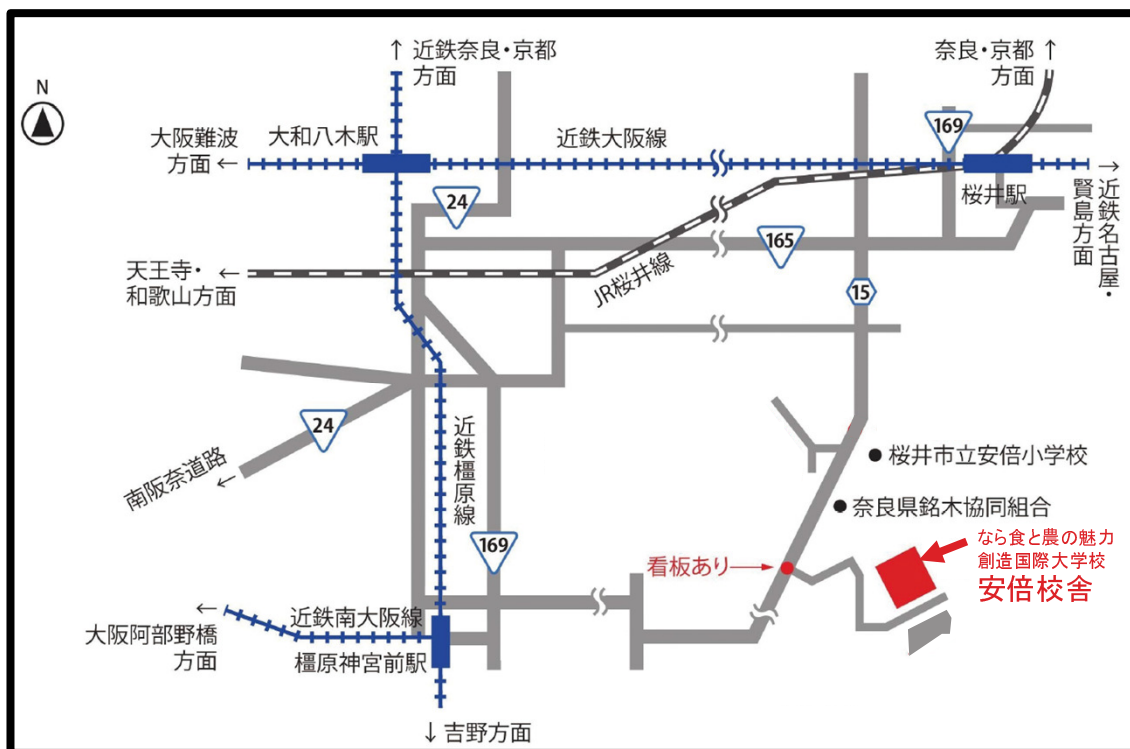 ↑ 近鉄奈良・京都
方面
奈良・京都 ↑
方面
N
大阪難波
方面 ←
大和八木駅
近鉄大阪線
169
桜井駅
→
近鉄名古屋・
賢島方面
24
165
天王寺・ ←
和歌山方面
JR桜井線
15
24
南阪奈道路
←
近鉄橿原線
桜井市立安倍小学校
奈良県銘木協同組合
169
看板あり→
なら食と農の魅力
創造国際大学校
安倍校舎
←
大阪阿部野橋
方面
近鉄南大阪線
橿原神宮前駅
↓ 吉野方面